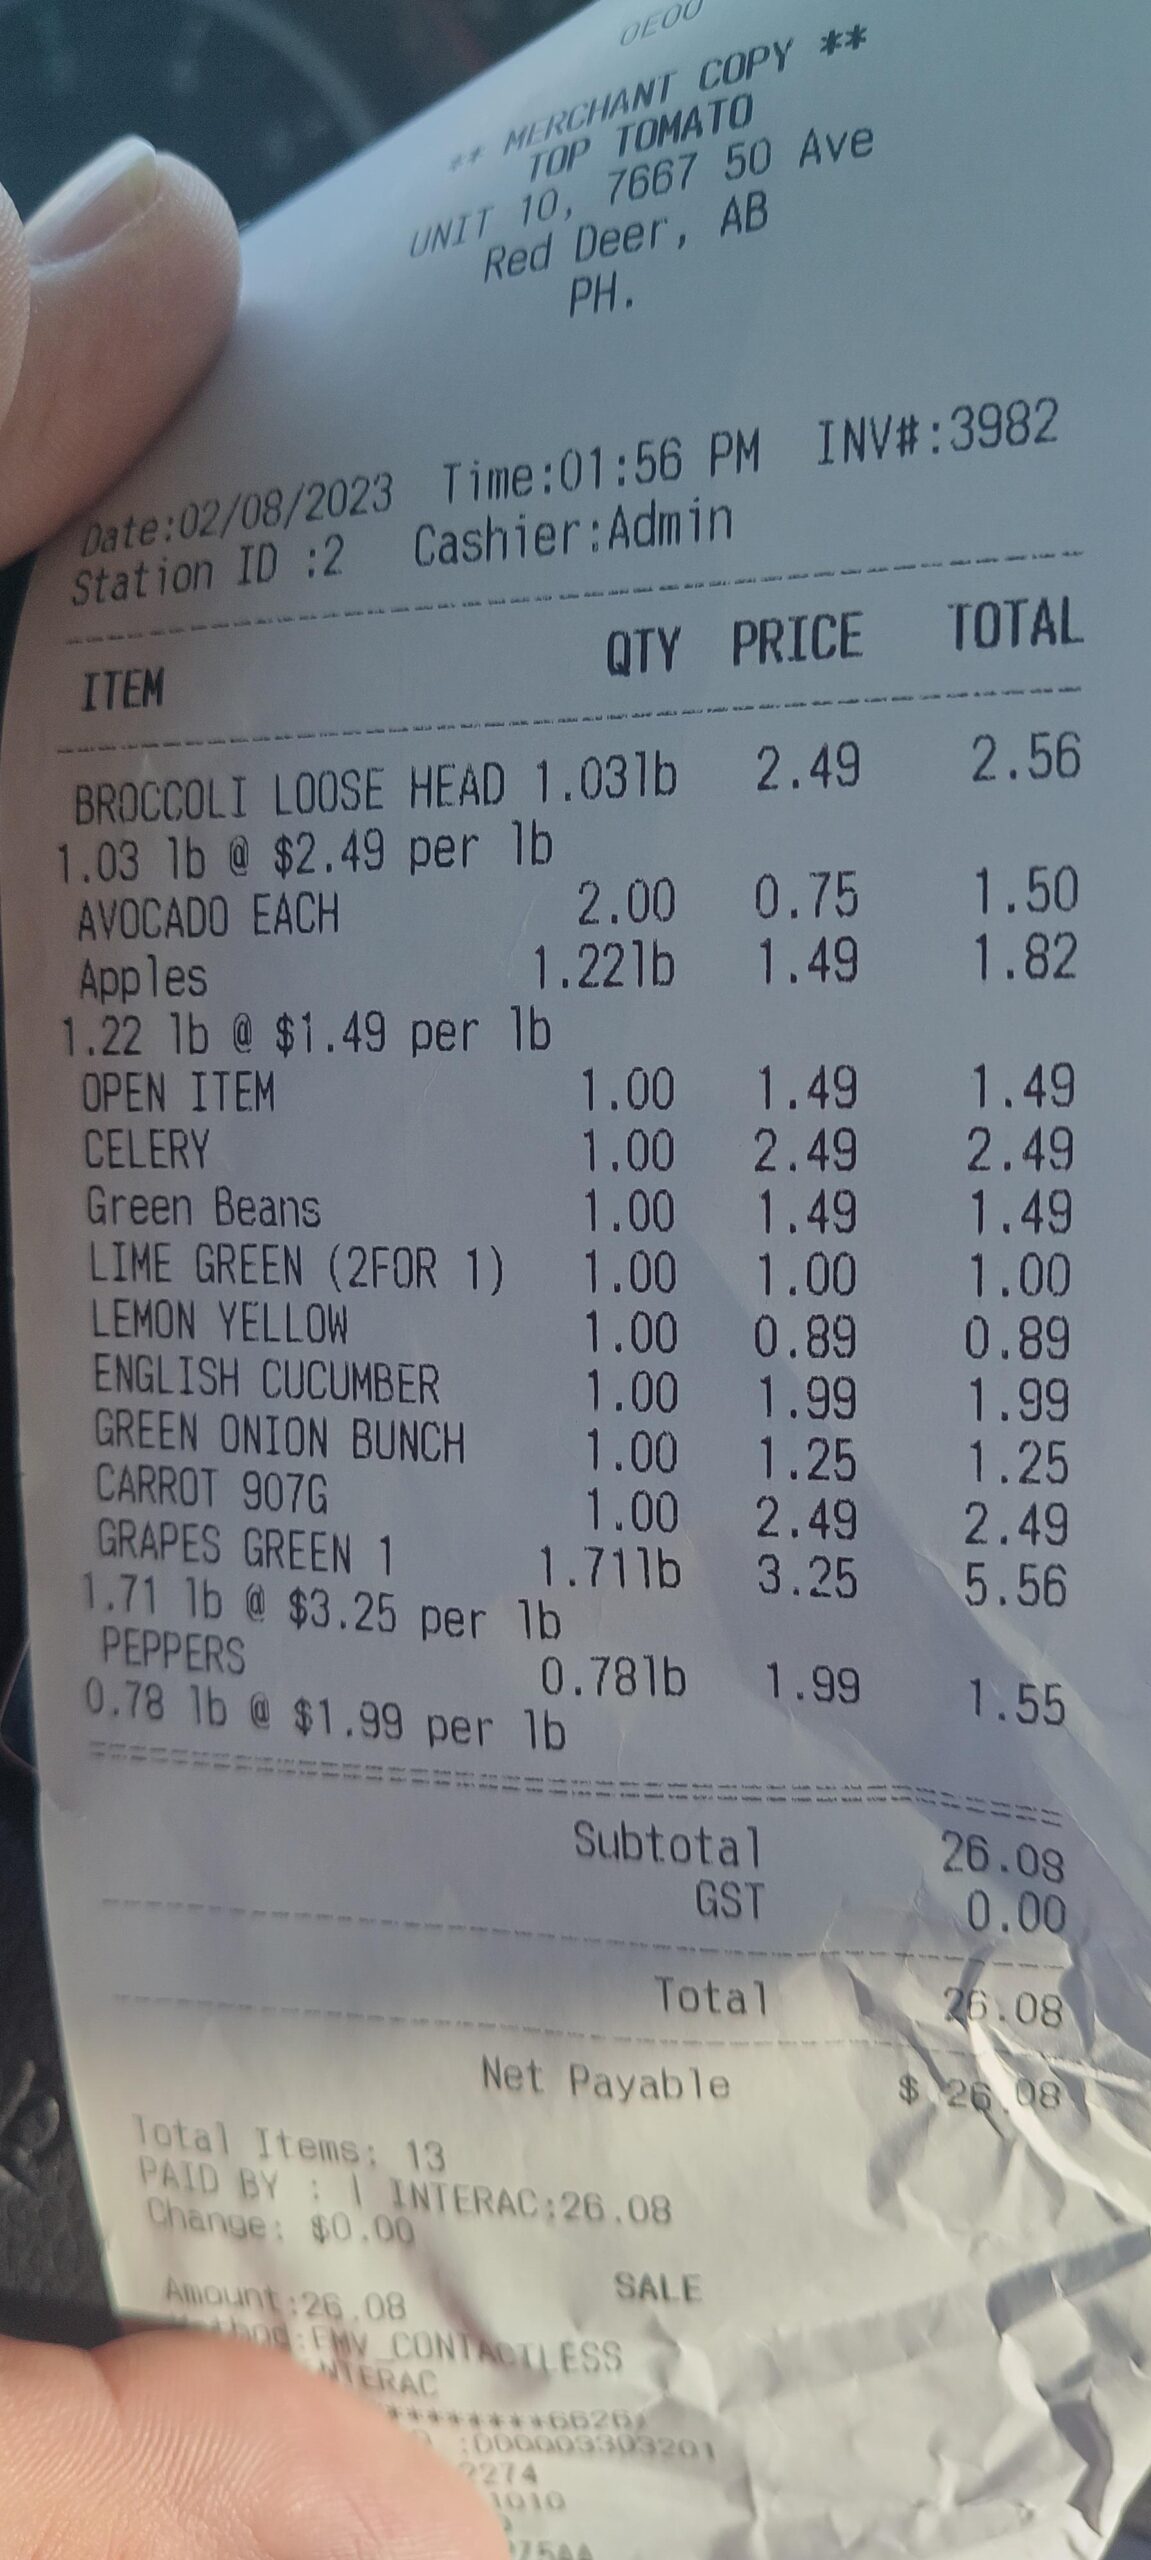 ** MERCHANT COPY **
TOP TOMATO
UNIT 10, 7667 50 Ave
Red Deer, AB
PH.
Date:02/08/2023 Time:01:56 PM INV#:3982
Station ID :2 Cashier:Admin
ITEM QTY PRICE TOTAL
BROCCOLI LOOSE HEAD 1.03lb 2.49 2.56
1.03 lb @ $2.49 per lb
AVOCADO EACH 2.00 0.75 1.50
Apples 1.22lb 1.49 1.82
1.22 lb @ $1.49 per lb
OPEN ITEM 1.00 1.49 1.49
CELERY 1.00 2.49 2.49
Green Beans 1.00 1.49 1.49
LIME GREEN (2FOR 1) 1.00 1.00 1.00
LEMON YELLOW 1.00 0.89 0.89
ENGLISH CUCUMBER 1.00 1.99 1.99
GREEN ONION BUNCH 1.00 1.25 1.25
CARROT 907G 1.00 2.49 2.49
GRAPES GREEN 1 1.71lb 3.25 5.56
1.71 lb @ $3.25 per lb
PEPPERS 0.78lb 1.99 1.55
0.78 lb @ $1.99 per lb
Subtotal 26.08
GST 0.00
Total 26.08
Net Payable $ 26.08
Total Items: 13
PAID BY : | INTERAC:26.08
Change: $0.00
SALE
Amount:26.08
EMV_CONTACTLESS
NTERAC
********6626
:D00003303201
2274
1010
75AA